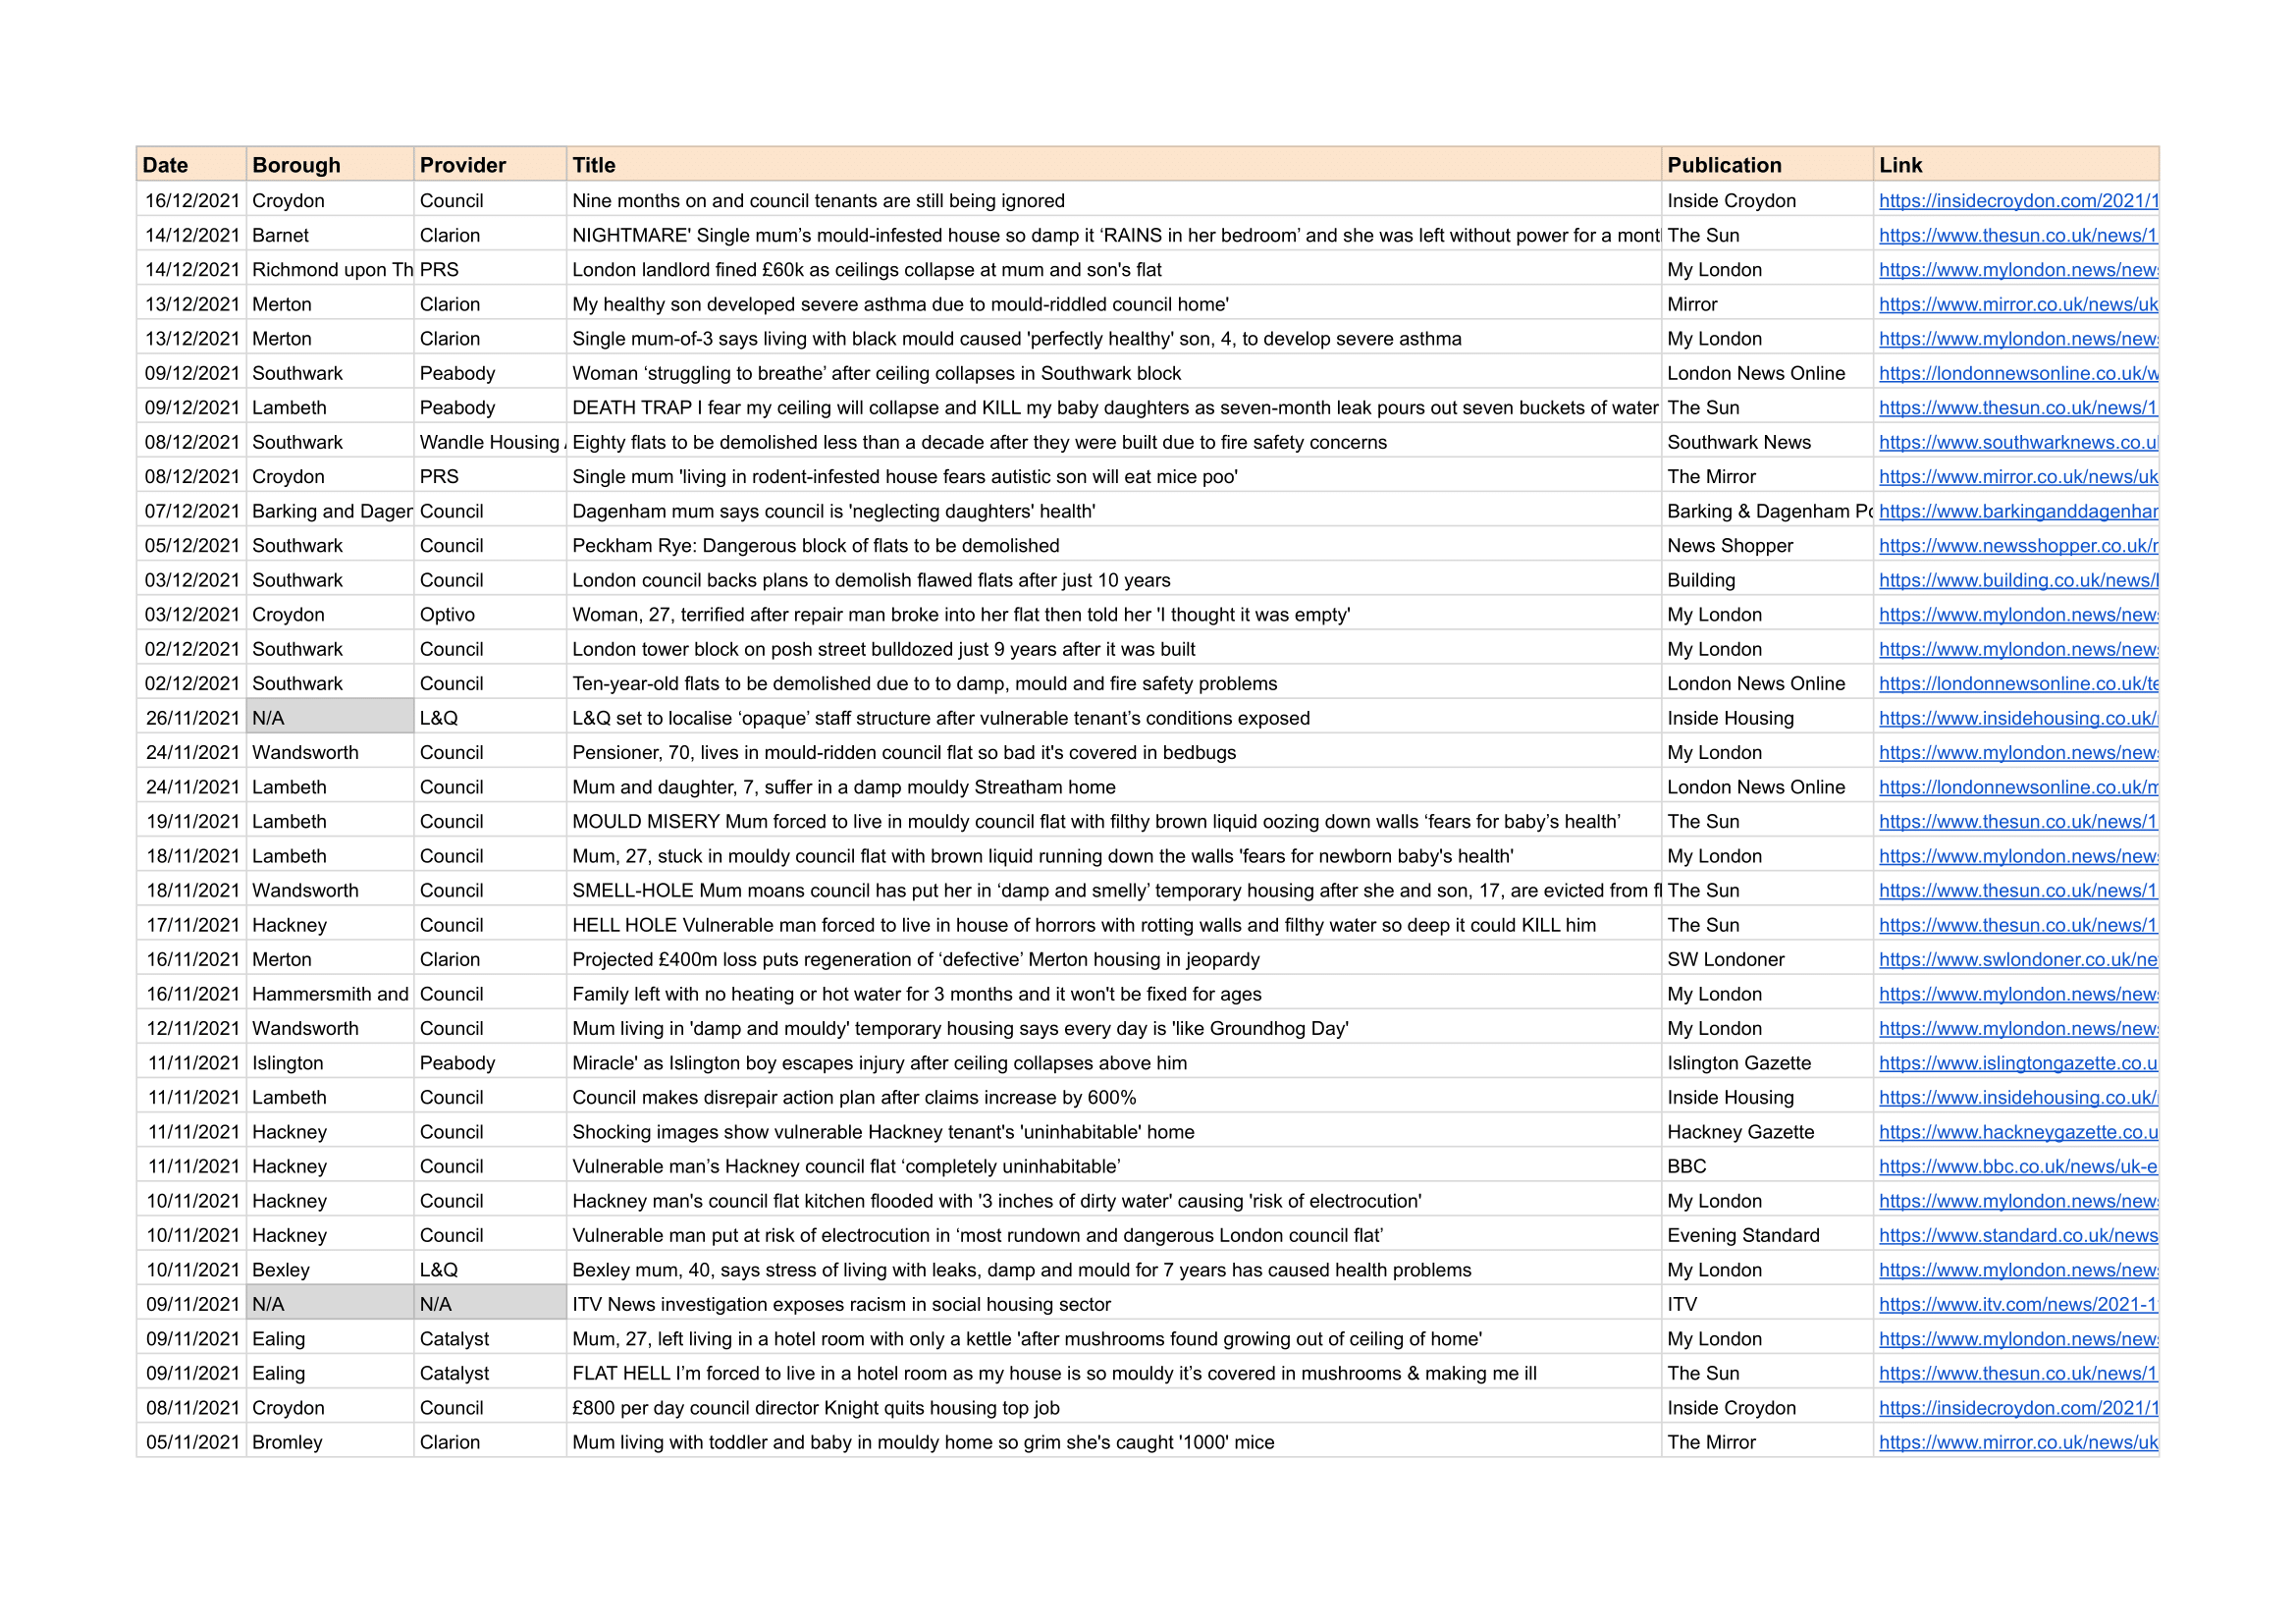 Date Borough Provider Title Publication Link
16/12/2021 Croydon Council Nine months on and council tenants are still being ignored Inside Croydon https://insidecroydon.com/2021/1
14/12/2021 Barnet Clarion NIGHTMARE' Single mum’s mould-infested house so damp it ‘RAINS in her bedroom’ and she was left without power for a mont The Sun https://www.thesun.co.uk/news/1
14/12/2021 Richmond upon Th PRS London landlord fined £60k as ceilings collapse at mum and son's flat My London https://www.mylondon.news/news
13/12/2021 Merton Clarion My healthy son developed severe asthma due to mould-riddled council home' Mirror https://www.mirror.co.uk/news/uk
13/12/2021 Merton Clarion Single mum-of-3 says living with black mould caused 'perfectly healthy' son, 4, to develop severe asthma My London https://www.mylondon.news/news
09/12/2021 Southwark Peabody Woman ‘struggling to breathe’ after ceiling collapses in Southwark block London News Online https://londonnewsonline.co.uk/w
09/12/2021 Lambeth Peabody DEATH TRAP I fear my ceiling will collapse and KILL my baby daughters as seven-month leak pours out seven buckets of water The Sun https://www.thesun.co.uk/news/1
08/12/2021 Southwark Wandle Housing Eighty flats to be demolished less than a decade after they were built due to fire safety concerns Southwark News https://www.southwarknews.co.u
08/12/2021 Croydon PRS Single mum 'living in rodent-infested house fears autistic son will eat mice poo' The Mirror https://www.mirror.co.uk/news/uk
07/12/2021 Barking and Dagen Council Dagenham mum says council is 'neglecting daughters' health' Barking & Dagenham Po https://www.barkinganddagenhar
05/12/2021 Southwark Council Peckham Rye: Dangerous block of flats to be demolished News Shopper https://www.newsshopper.co.uk/r
03/12/2021 Southwark Council London council backs plans to demolish flawed flats after just 10 years Building https://www.building.co.uk/news/l
03/12/2021 Croydon Optivo Woman, 27, terrified after repair man broke into her flat then told her 'I thought it was empty' My London https://www.mylondon.news/news
02/12/2021 Southwark Council London tower block on posh street bulldozed just 9 years after it was built My London https://www.mylondon.news/news
02/12/2021 Southwark Council Ten-year-old flats to be demolished due to to damp, mould and fire safety problems London News Online https://londonnewsonline.co.uk/te
26/11/2021 N/A L&Q L&Q set to localise ‘opaque’ staff structure after vulnerable tenant’s conditions exposed Inside Housing https://www.insidehousing.co.uk/
24/11/2021 Wandsworth Council Pensioner, 70, lives in mould-ridden council flat so bad it's covered in bedbugs My London https://www.mylondon.news/news
24/11/2021 Lambeth Council Mum and daughter, 7, suffer in a damp mouldy Streatham home London News Online https://londonnewsonline.co.uk/m
19/11/2021 Lambeth Council MOULD MISERY Mum forced to live in mouldy council flat with filthy brown liquid oozing down walls ‘fears for baby’s health’ The Sun https://www.thesun.co.uk/news/1
18/11/2021 Lambeth Council Mum, 27, stuck in mouldy council flat with brown liquid running down the walls 'fears for newborn baby's health' My London https://www.mylondon.news/news
18/11/2021 Wandsworth Council SMELL-HOLE Mum moans council has put her in ‘damp and smelly’ temporary housing after she and son, 17, are evicted from fl The Sun https://www.thesun.co.uk/news/1
17/11/2021 Hackney Council HELL HOLE Vulnerable man forced to live in house of horrors with rotting walls and filthy water so deep it could KILL him The Sun https://www.thesun.co.uk/news/1
16/11/2021 Merton Clarion Projected £400m loss puts regeneration of ‘defective’ Merton housing in jeopardy SW Londoner https://www.swlondoner.co.uk/ne
16/11/2021 Hammersmith and Council Family left with no heating or hot water for 3 months and it won't be fixed for ages My London https://www.mylondon.news/news
12/11/2021 Wandsworth Council Mum living in 'damp and mouldy' temporary housing says every day is 'like Groundhog Day' My London https://www.mylondon.news/news
11/11/2021 Islington Peabody Miracle' as Islington boy escapes injury after ceiling collapses above him Islington Gazette https://www.islingtongazette.co.u
11/11/2021 Lambeth Council Council makes disrepair action plan after claims increase by 600% Inside Housing https://www.insidehousing.co.uk/
11/11/2021 Hackney Council Shocking images show vulnerable Hackney tenant's 'uninhabitable' home Hackney Gazette https://www.hackneygazette.co.u
11/11/2021 Hackney Council Vulnerable man’s Hackney council flat ‘completely uninhabitable’ BBC https://www.bbc.co.uk/news/uk-e
10/11/2021 Hackney Council Hackney man's council flat kitchen flooded with '3 inches of dirty water' causing 'risk of electrocution' My London https://www.mylondon.news/news
10/11/2021 Hackney Council Vulnerable man put at risk of electrocution in ‘most rundown and dangerous London council flat’ Evening Standard https://www.standard.co.uk/news
10/11/2021 Bexley L&Q Bexley mum, 40, says stress of living with leaks, damp and mould for 7 years has caused health problems My London https://www.mylondon.news/news
09/11/2021 N/A N/A ITV News investigation exposes racism in social housing sector ITV https://www.itv.com/news/2021-1
09/11/2021 Ealing Catalyst Mum, 27, left living in a hotel room with only a kettle 'after mushrooms found growing out of ceiling of home' My London https://www.mylondon.news/news
09/11/2021 Ealing Catalyst FLAT HELL I’m forced to live in a hotel room as my house is so mouldy it’s covered in mushrooms & making me ill The Sun https://www.thesun.co.uk/news/1
08/11/2021 Croydon Council £800 per day council director Knight quits housing top job Inside Croydon https://insidecroydon.com/2021/1
05/11/2021 Bromley Clarion Mum living with toddler and baby in mouldy home so grim she's caught '1000' mice The Mirror https://www.mirror.co.uk/news/uk